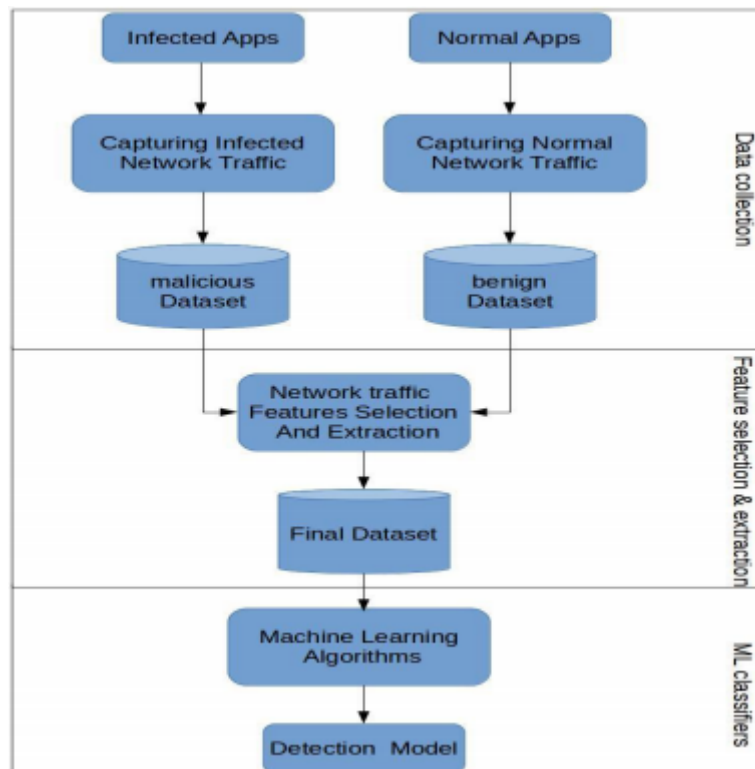 Infected Apps
Normal Apps
Capturing Infected
Network Traffic
Capturing Normal
Network Traffic
malicious
Dataset
benign
Dataset
Data collection
Network traffic
Features Selection
And Extraction
Final Dataset
Feature selection & extraction
Machine Learning
Algorithms
Detection Model
ML classifiers